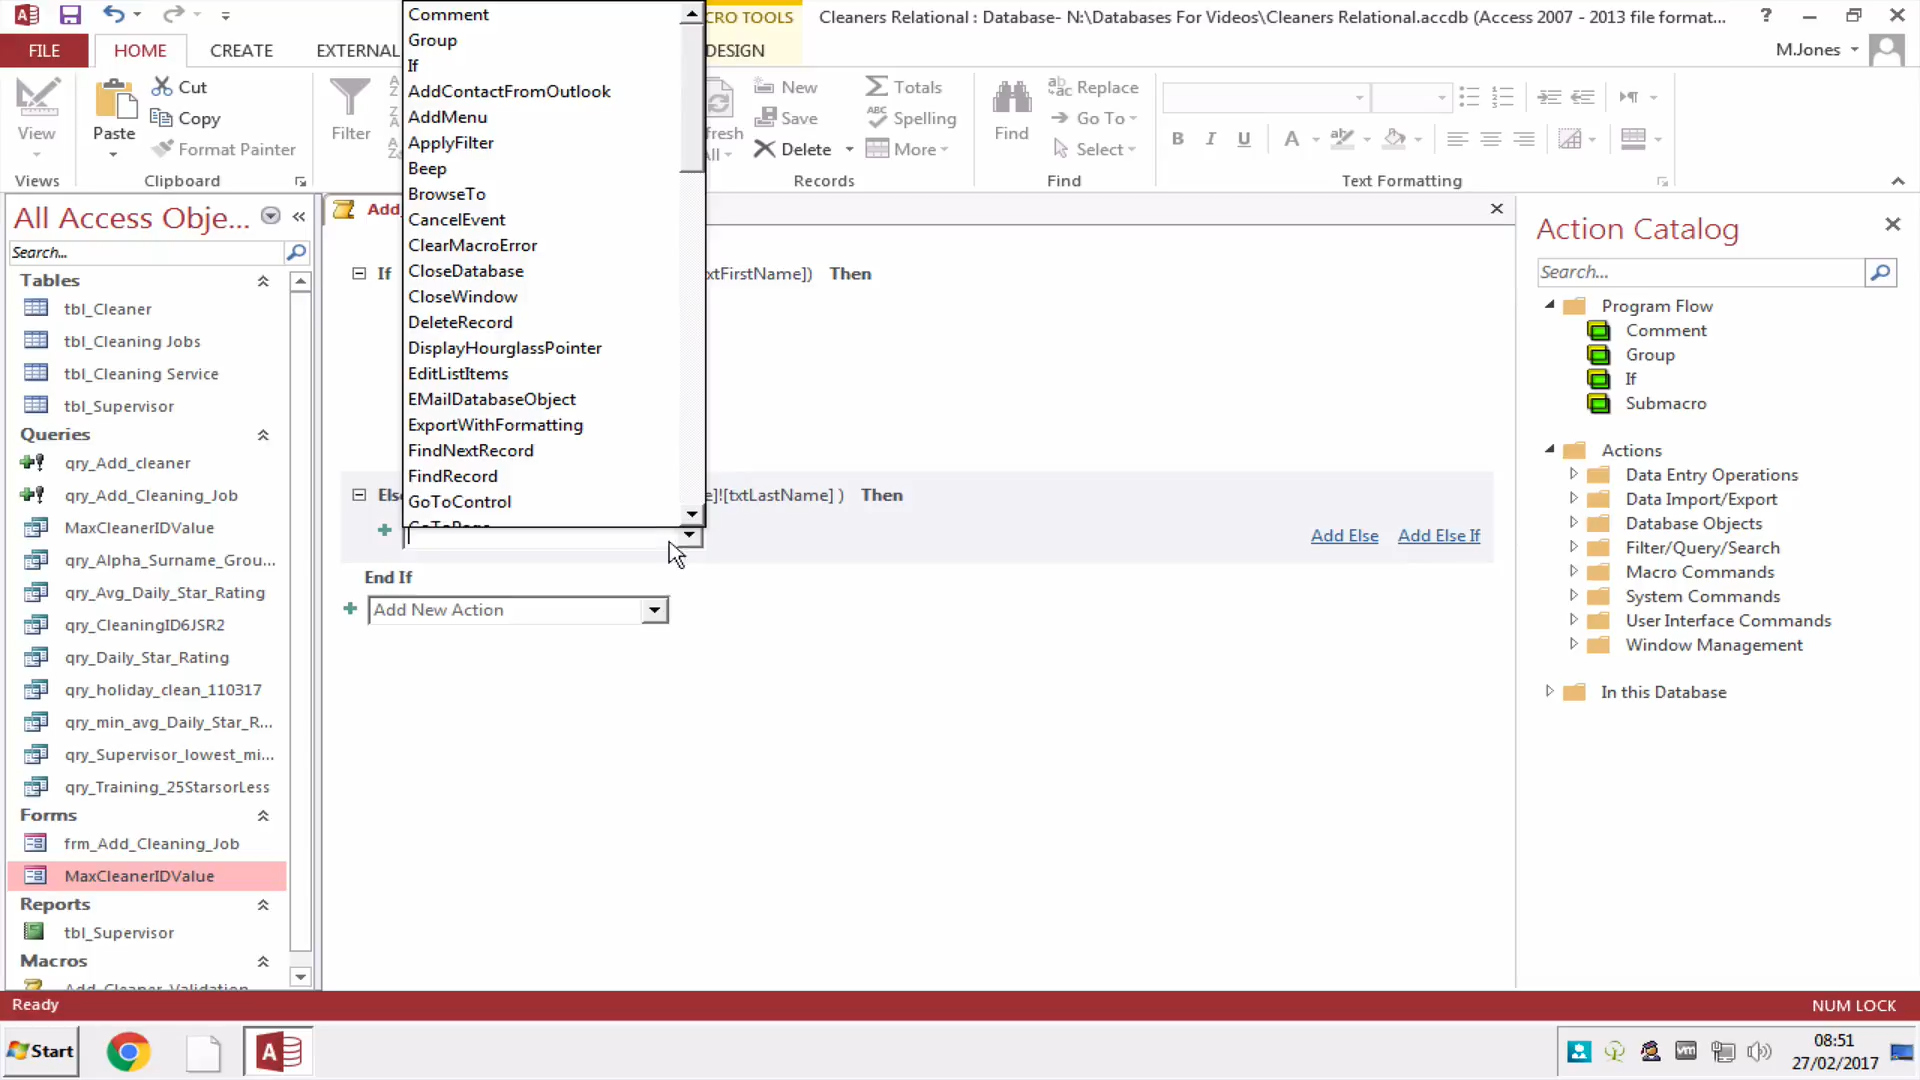 CRO TOOLS
Cleaners Relational : Database- N:\Databases For Videos\Cleaners Relational.accdb (Access 2007 - 2013 file format...
FILE
HOME
CREATE
EXTERNAL
DESIGN
M.Jones
View
Views
Paste
Cut
Copy
Format Painter
Clipboard
Filter
New
Save
Delete
Totals
Spelling
More
Records
Find
Replace
Go To
Select
Find
B I U A
Text Formatting
Comment
Group
If
AddContactFromOutlook
AddMenu
ApplyFilter
Beep
BrowseTo
CancelEvent
ClearMacroError
CloseDatabase
CloseWindow
DeleteRecord
DisplayHourglassPointer
EditListItems
EMailDatabaseObject
ExportWithFormatting
FindNextRecord
FindRecord
GoToControl
GoToPage
All Access Obje...
Search...
Tables
tbl_Cleaner
tbl_Cleaning Jobs
tbl_Cleaning Service
tbl_Supervisor
Queries
qry_Add_cleaner
qry_Add_Cleaning_Job
MaxCleanerIDValue
qry_Alpha_Surname_Grou...
qry_Avg_Daily_Star_Rating
qry_CleaningID6JSR2
qry_Daily_Star_Rating
qry_holiday_clean_110317
qry_min_avg_Daily_Star_R...
qry_Supervisor_lowest_mi...
qry_Training_25StarsorLess
Forms
frm_Add_Cleaning_Job
MaxCleanerIDValue
Reports
tbl_Supervisor
Macros
Add_Cleaner_Validation
Add_
If xtFirstName]) Then
Els e]![txtLastName] ) Then
Add Else Add Else If
End If
Add New Action
Action Catalog
Search...
Program Flow
Comment
Group
If
Submacro
Actions
Data Entry Operations
Data Import/Export
Database Objects
Filter/Query/Search
Macro Commands
System Commands
User Interface Commands
Window Management
In this Database
Ready
NUM LOCK
Start
08:51
27/02/2017